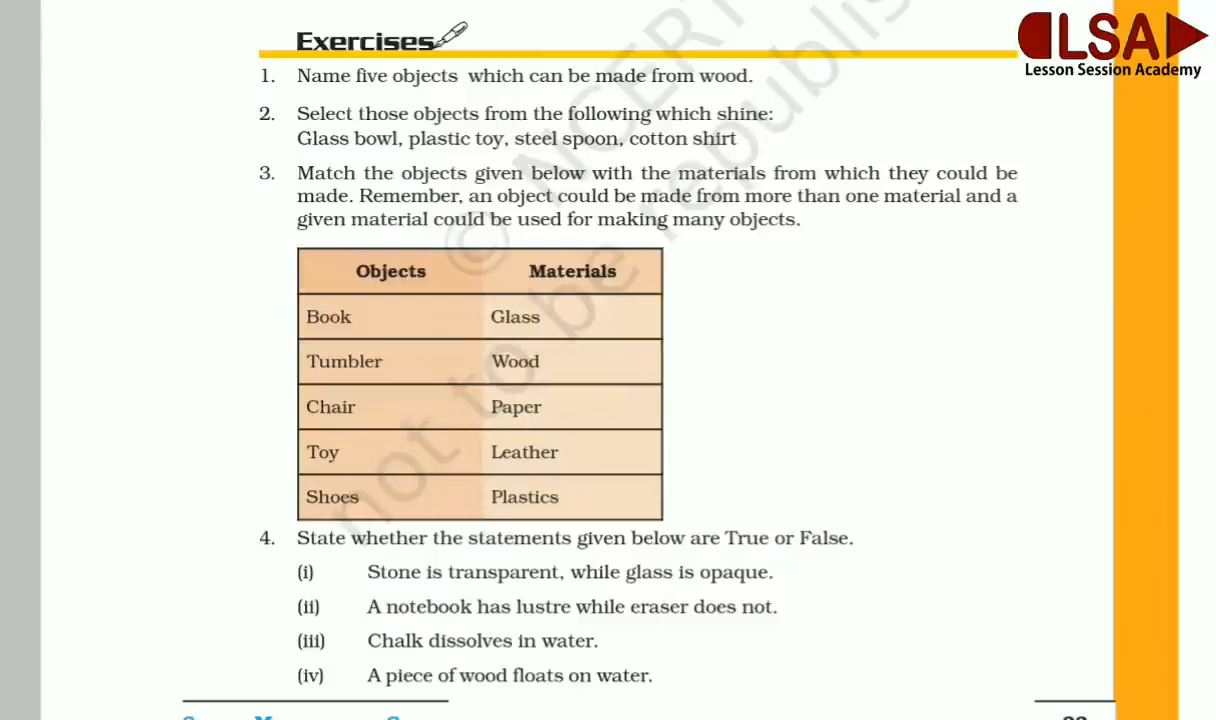 Exercises
LSA
Lesson Session Academy
1. Name five objects which can be made from wood.
2. Select those objects from the following which shine:
Glass bowl, plastic toy, steel spoon, cotton shirt
3. Match the objects given below with the materials from which they could be
made. Remember, an object could be made from more than one material and a
given material could be used for making many objects.
Objects Materials
Book Glass
Tumbler Wood
Chair Paper
Toy Leather
Shoes Plastics
4. State whether the statements given below are True or False.
(i) Stone is transparent, while glass is opaque.
(ii) A notebook has lustre while eraser does not.
(iii) Chalk dissolves in water.
(iv) A piece of wood floats on water.
© NCERT
not to be republis